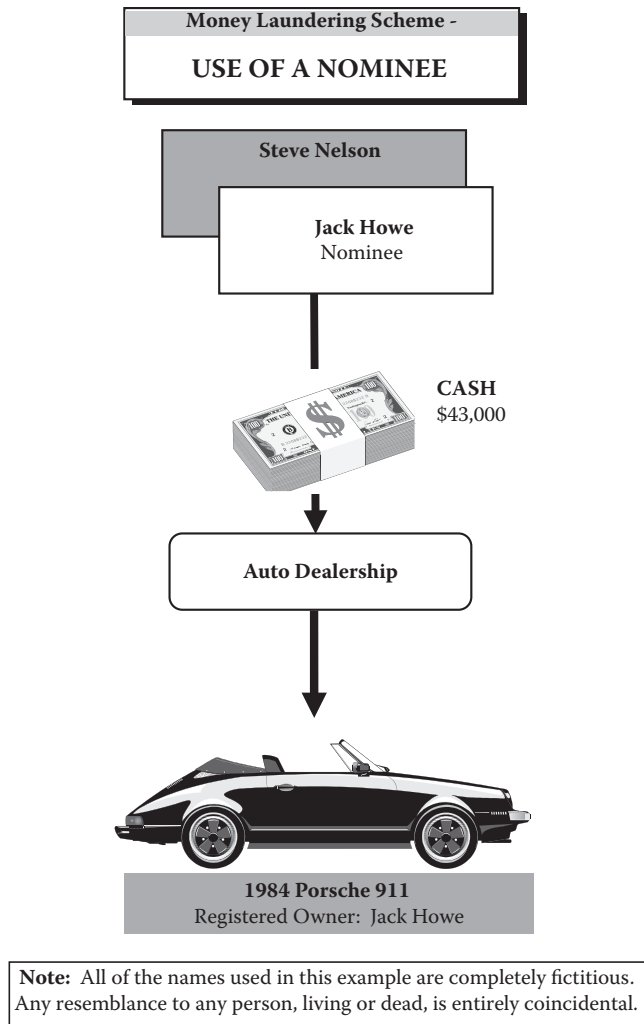 Money Laundering Scheme -
USE OF A NOMINEE
Steve Nelson
Jack Howe
Nominee
CASH
$43,000
$
Auto Dealership
1984 Porsche 911
Registered Owner: Jack Howe
Note: All of the names used in this example are completely fictitious.
Any resemblance to any person, living or dead, is entirely coincidental.